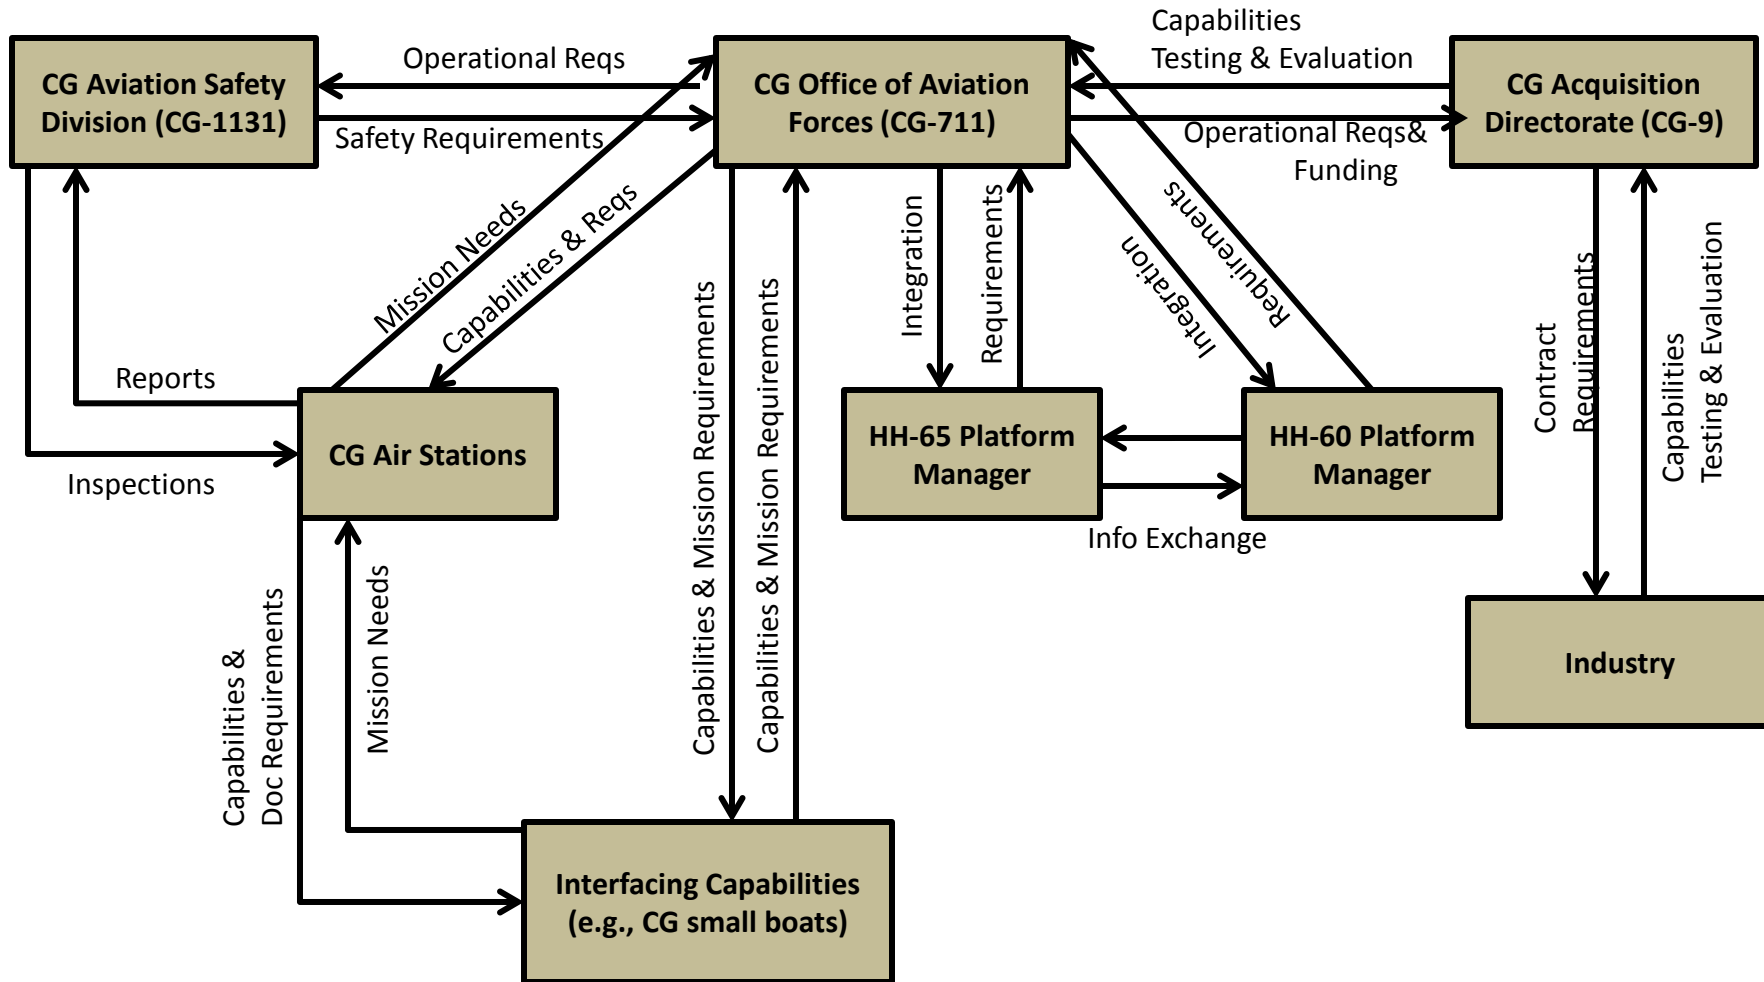 Capabilities
Testing & Evaluation
CG Aviation Safety
Division (CG-1131)
Operational Reqs
Safety Requirements
CG Office of Aviation
Forces (CG-711)
Operational Reqs&
Funding
CG Acquisition
Directorate (CG-9)
Mission Needs
Capabilities & Reqs
Integration
Requirements
Integration
Requirements
Reports
Inspections
CG Air Stations
HH-65 Platform
Manager
HH-60 Platform
Manager
Info Exchange
Contract
Requirements
Capabilities
Testing & Evaluation
Capabilities & Mission Requirements
Capabilities & Mission Requirements
Capabilities &
Doc Requirements
Mission Needs
Industry
Interfacing Capabilities
(e.g., CG small boats)